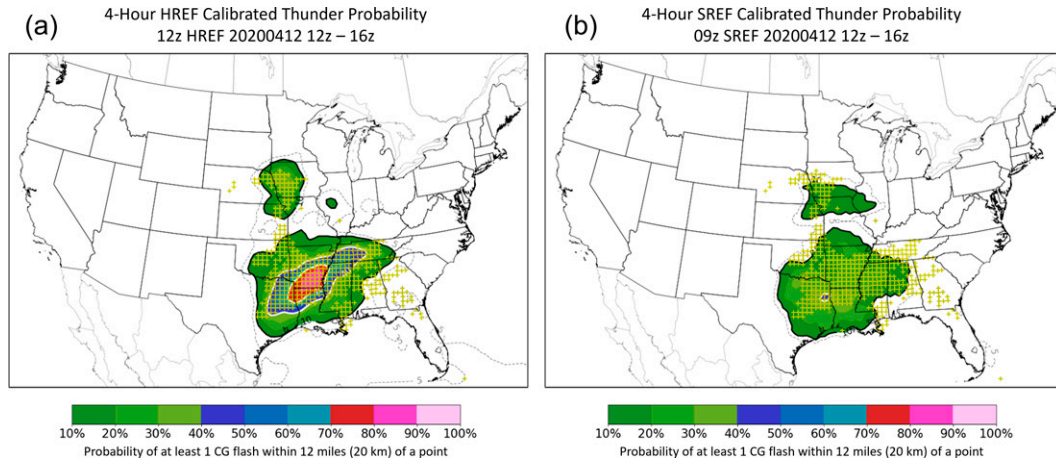 (a)
4-Hour HREF Calibrated Thunder Probability
12z HREF 20200412 12z – 16z
10% 20% 30% 40% 50% 60% 70% 80% 90% 100%
Probability of at least 1 CG flash within 12 miles (20 km) of a point
(b)
4-Hour SREF Calibrated Thunder Probability
09z SREF 20200412 12z – 16z
10% 20% 30% 40% 50% 60% 70% 80% 90% 100%
Probability of at least 1 CG flash within 12 miles (20 km) of a point